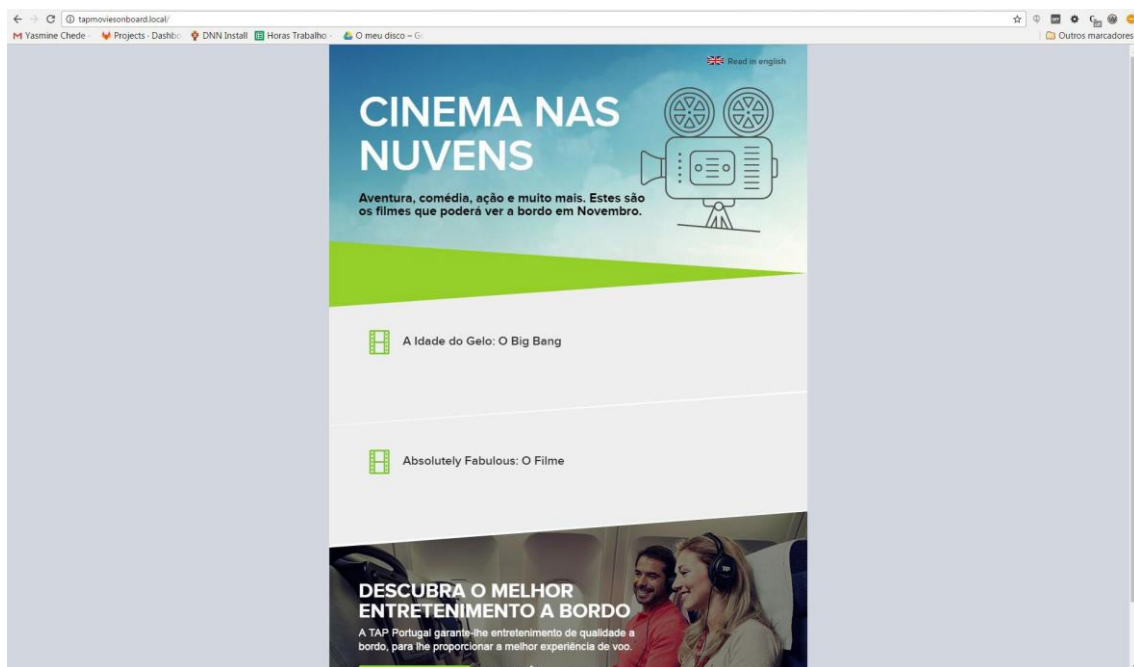 tapmoviesonboard.local/
Yasmine Chede -
Projects · Dashbo
DNN Install
Horas Trabalho -
O meu disco – G
Outros marcadores
Read in english
CINEMA NAS
NUVENS
Aventura, comédia, ação e muito mais. Estes são
os filmes que poderá ver a bordo em Novembro.
A Idade do Gelo: O Big Bang
Absolutely Fabulous: O Filme
DESCUBRA O MELHOR
ENTRETENIMENTO A BORDO
A TAP Portugal garante-lhe entretenimento de qualidade a
bordo, para lhe proporcionar a melhor experiência de voo.